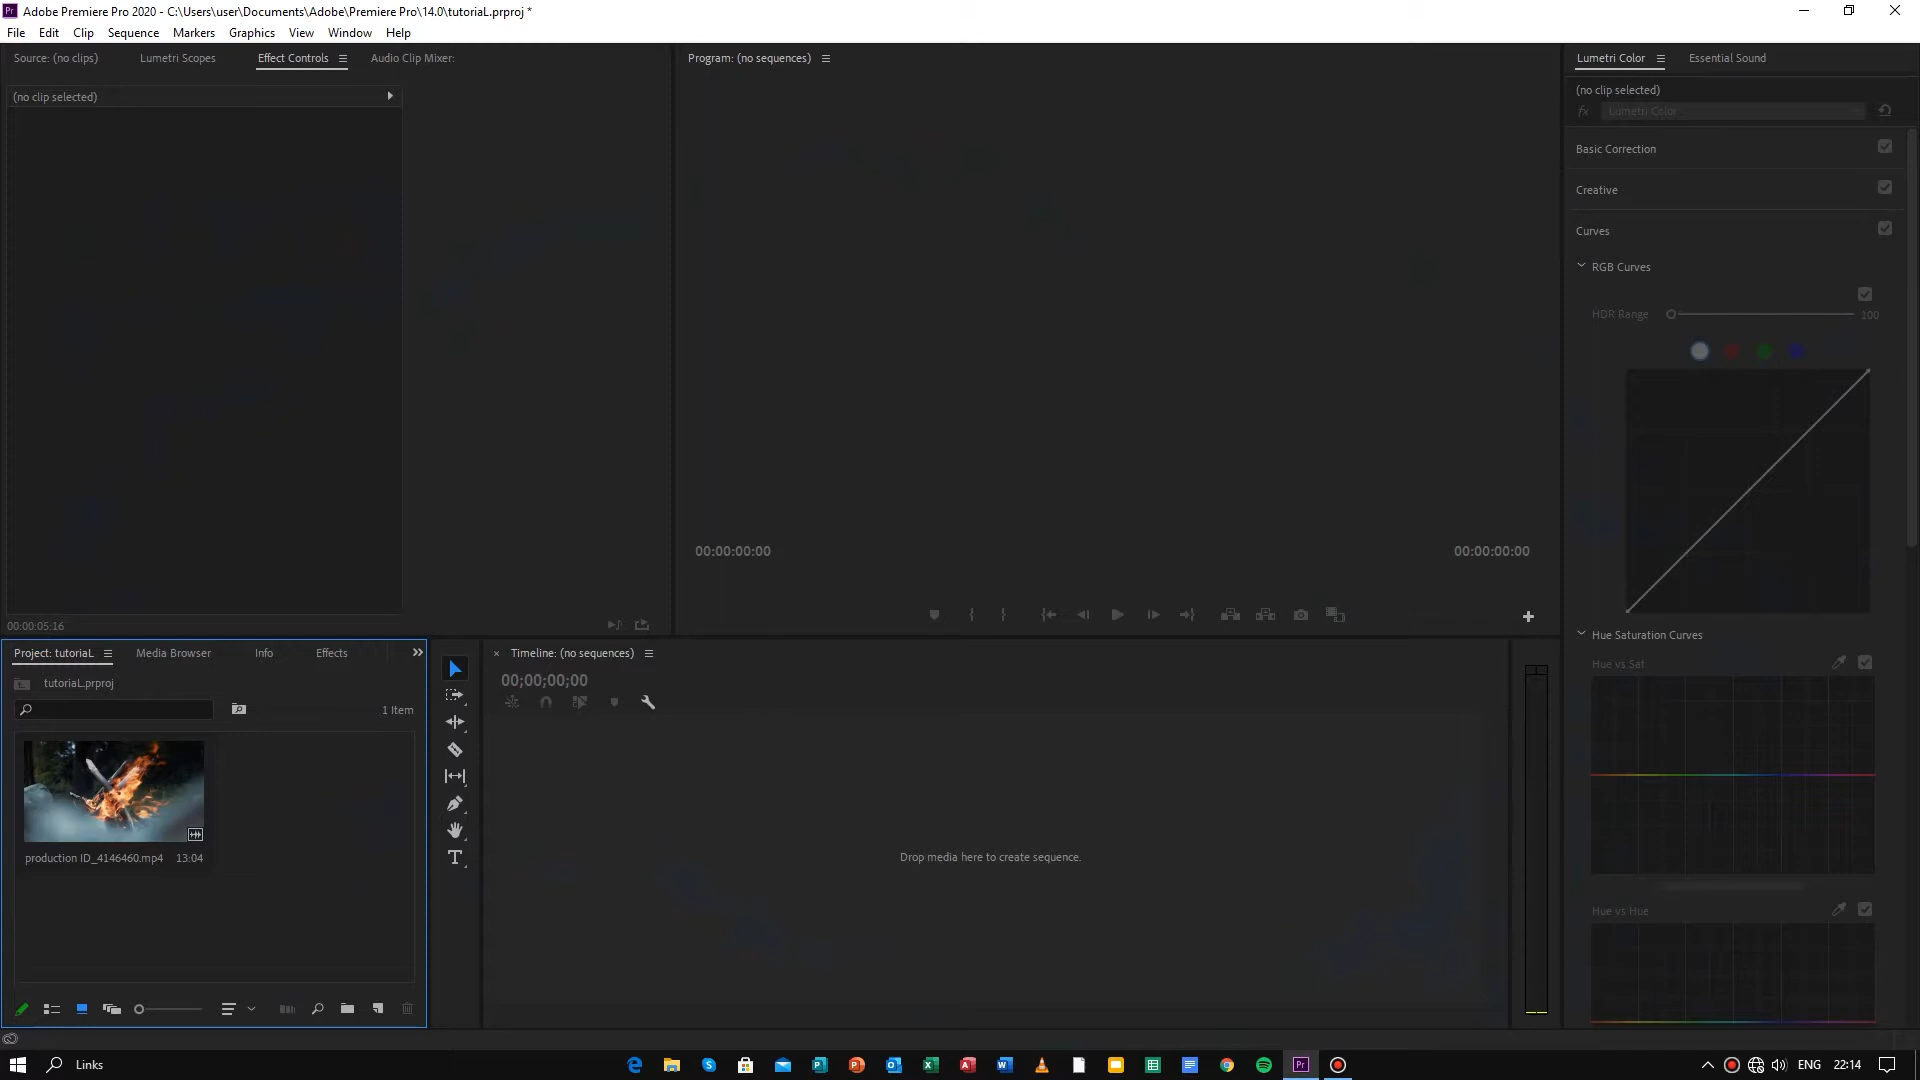 Adobe Premiere Pro 2020 - C:\Users\user\Documents\Adobe\Premiere Pro\14.0\tutoriaL.prproj *
File Edit Clip Sequence Markers Graphics View Window Help
Source: (no clips) Lumetri Scopes Effect Controls Audio Clip Mixer:
(no clip selected)
00:00:05:16
Program: (no sequences)
00:00:00:00 00:00:00:00
Lumetri Color Essential Sound
(no clip selected)
fx Lumetri Color
Basic Correction
Creative
Curves
RGB Curves
HDR Range 100
Hue Saturation Curves
Hue vs Sat
Hue vs Hue
Project: tutoriaL Media Browser Info Effects
tutoriaL.prproj
1 Item
production ID_4146460.mp4 13:04
Timeline: (no sequences)
00;00;00;00
Drop media here to create sequence.
Links
ENG 22:14